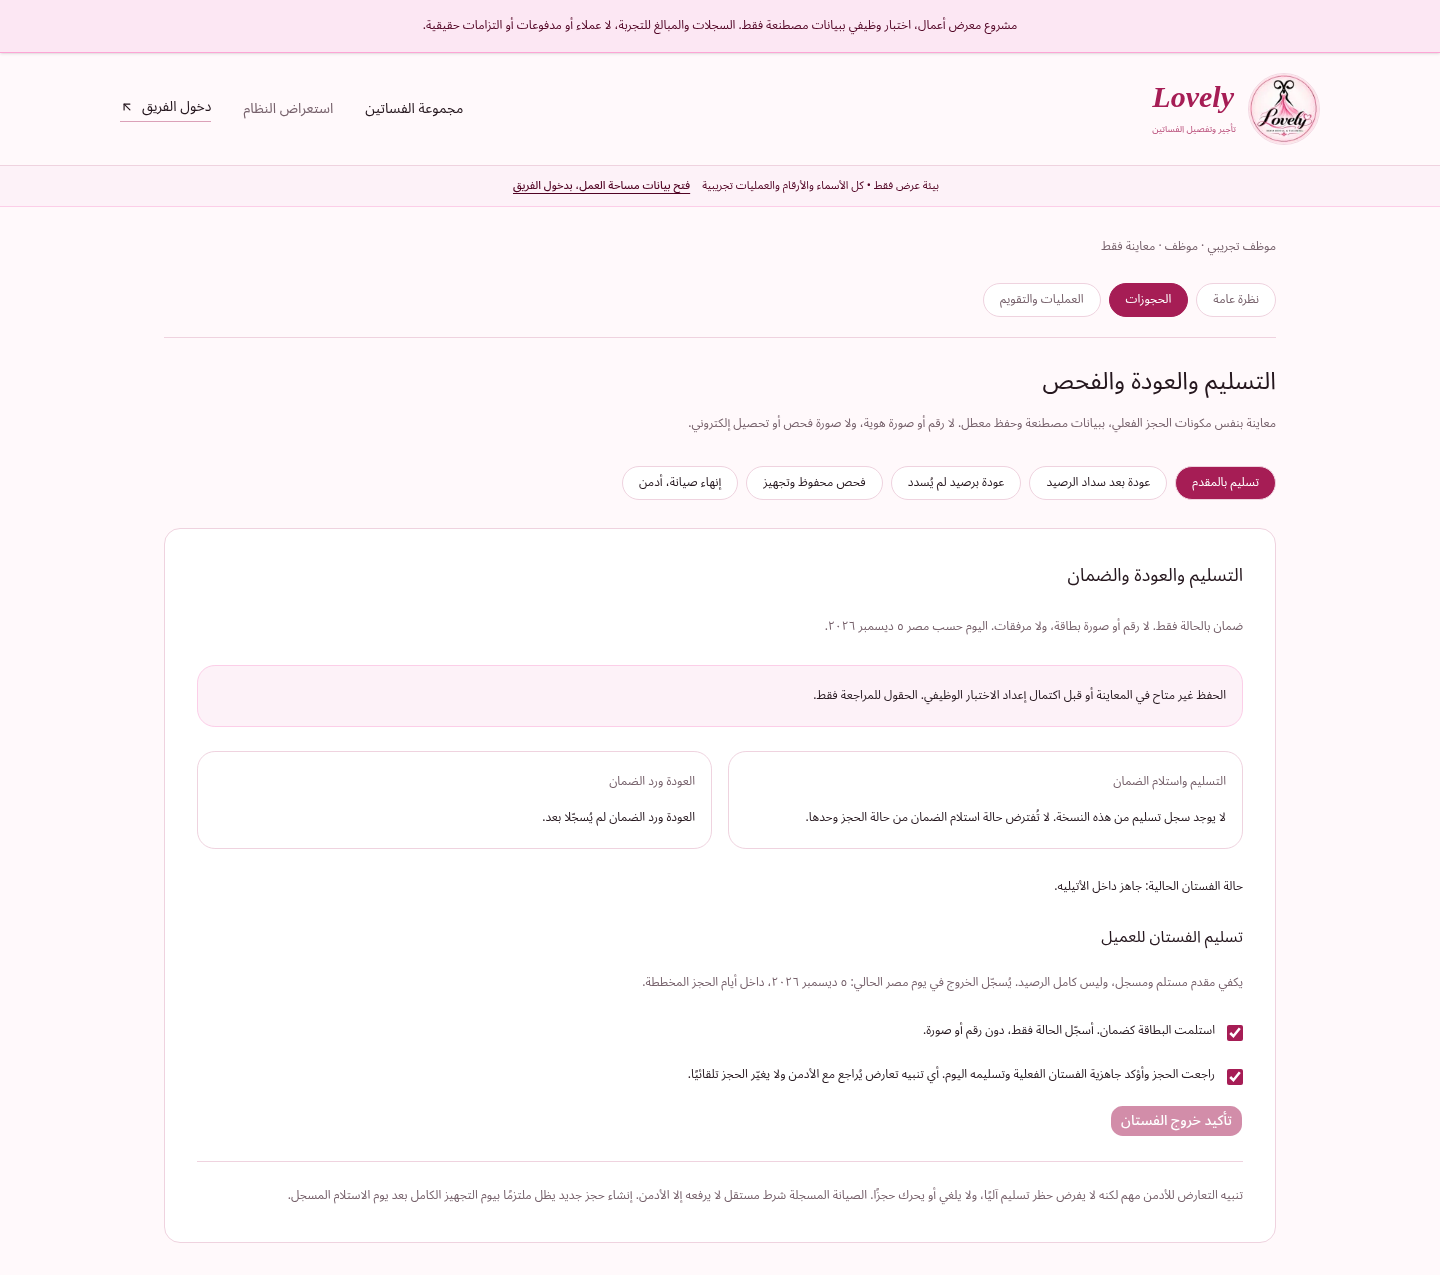 مشروع معرض أعمال، اختبار وظيفي ببيانات مصطنعة فقط. السجلات والمبالغ للتجربة، لا عملاء أو مدفوعات أو التزامات حقيقية.
Lovely
Lovely
تأجير وتفصيل الفساتين
مجموعة الفساتين
استعراض النظام
دخول الفريق
بيئة عرض فقط • كل الأسماء والأرقام والعمليات تجريبية فتح بيانات مساحة العمل، بدخول الفريق
موظف تجريبي · موظف · معاينة فقط
نظرة عامة
الحجوزات
العمليات والتقويم
التسليم والعودة والفحص
معاينة بنفس مكونات الحجز الفعلي، ببيانات مصطنعة وحفظ معطل. لا رقم أو صورة هوية، ولا صورة فحص أو تحصيل إلكتروني.
تسليم بالمقدم
عودة بعد سداد الرصيد
عودة برصيد لم يُسدد
فحص محفوظ وتجهيز
إنهاء صيانة، أدمن
التسليم والعودة والضمان
ضمان بالحالة فقط. لا رقم أو صورة بطاقة، ولا مرفقات. اليوم حسب مصر ٥ ديسمبر ٢٠٢٦.
الحفظ غير متاح في المعاينة أو قبل اكتمال إعداد الاختبار الوظيفي. الحقول للمراجعة فقط.
التسليم واستلام الضمان
لا يوجد سجل تسليم من هذه النسخة. لا تُفترض حالة استلام الضمان من حالة الحجز وحدها.
العودة ورد الضمان
العودة ورد الضمان لم يُسجّلا بعد.
حالة الفستان الحالية: جاهز داخل الأتيليه.
تسليم الفستان للعميل
يكفي مقدم مستلم ومسجل، وليس كامل الرصيد. يُسجّل الخروج في يوم مصر الحالي: ٥ ديسمبر ٢٠٢٦، داخل أيام الحجز المخططة.
استلمت البطاقة كضمان. أسجّل الحالة فقط، دون رقم أو صورة.
راجعت الحجز وأؤكد جاهزية الفستان الفعلية وتسليمه اليوم. أي تنبيه تعارض يُراجع مع الأدمن ولا يغيّر الحجز تلقائيًا.
تأكيد خروج الفستان
تنبيه التعارض للأدمن مهم لكنه لا يفرض حظر تسليم آليًا، ولا يلغي أو يحرك حجزًا. الصيانة المسجلة شرط مستقل لا يرفعه إلا الأدمن. إنشاء حجز جديد يظل ملتزمًا بيوم التجهيز الكامل بعد يوم الاستلام المسجل.